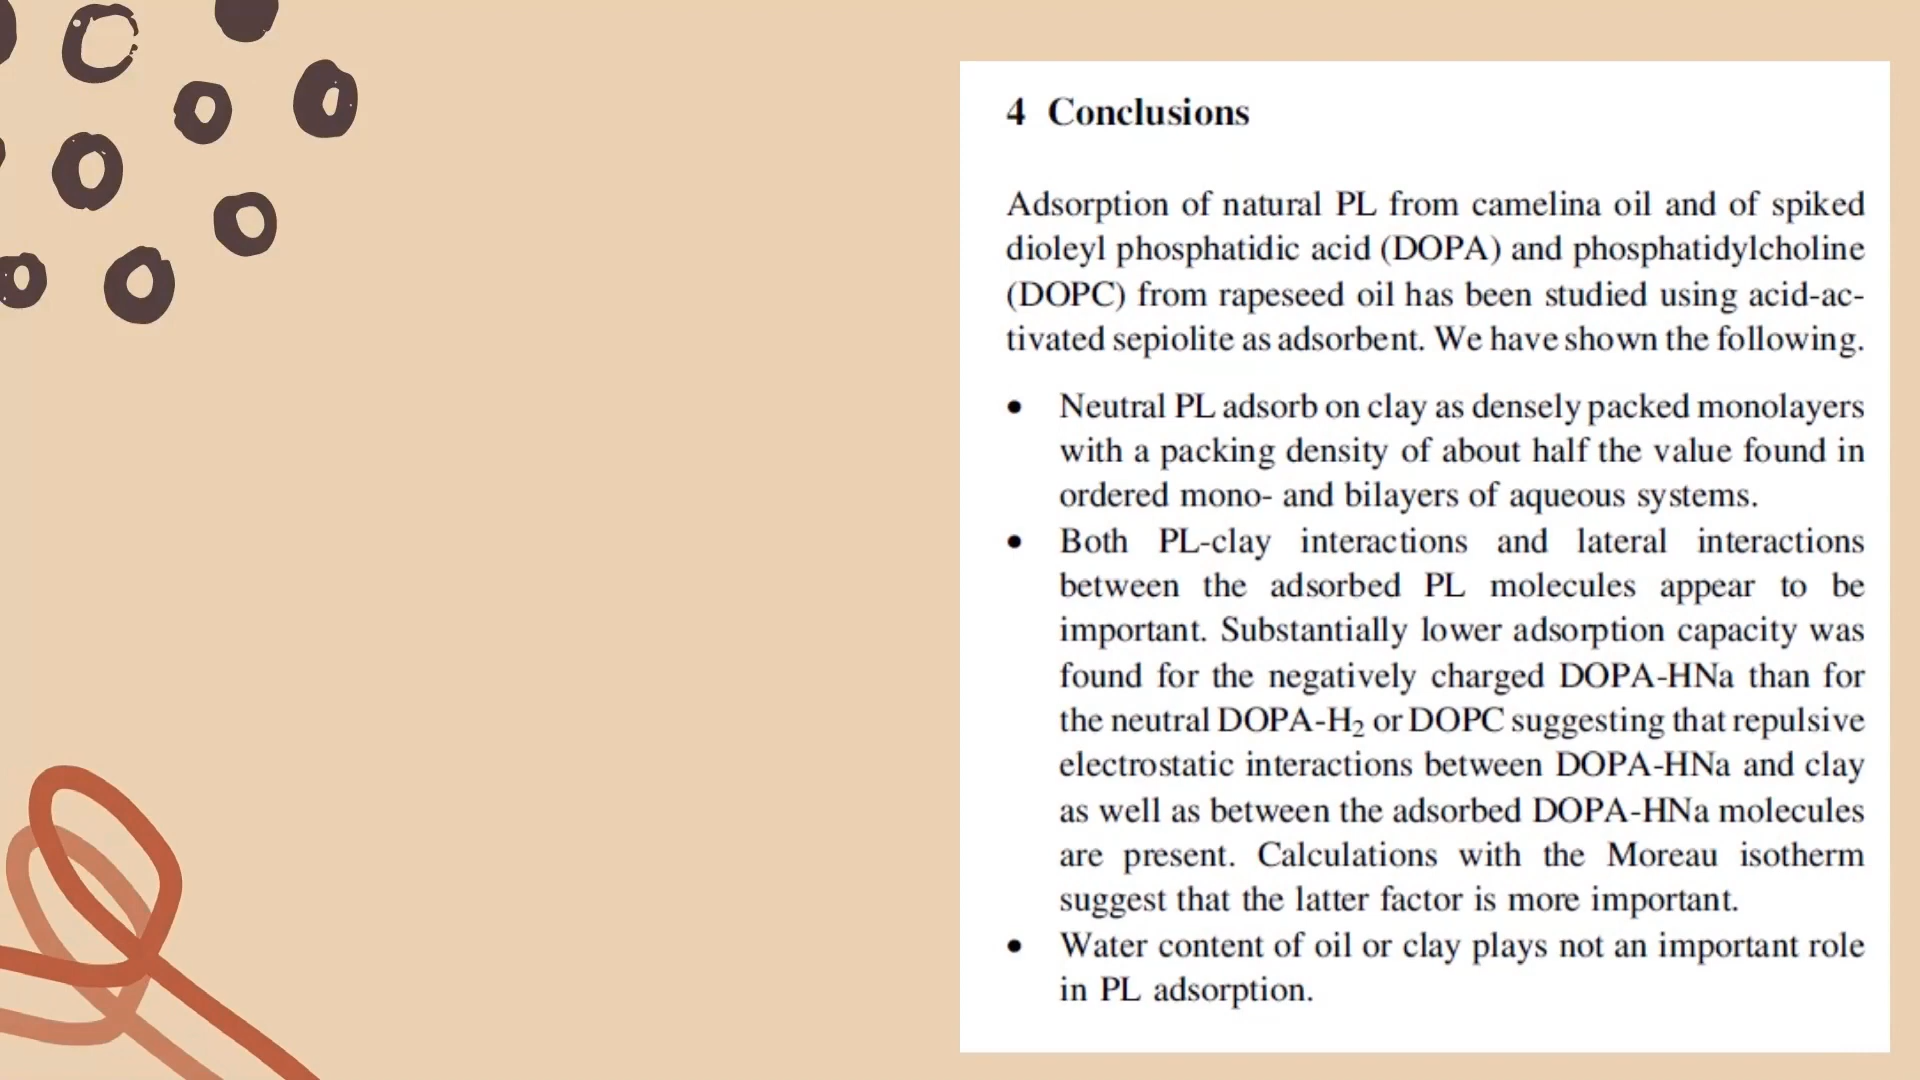 4 Conclusions
Adsorption of natural PL from camelina oil and of spiked
dioleyl phosphatidic acid (DOPA) and phosphatidylcholine
(DOPC) from rapeseed oil has been studied using acid-ac-
tivated sepiolite as adsorbent. We have shown the following.
• Neutral PL adsorb on clay as densely packed monolayers
with a packing density of about half the value found in
ordered mono- and bilayers of aqueous systems.
• Both PL-clay interactions and lateral interactions
between the adsorbed PL molecules appear to be
important. Substantially lower adsorption capacity was
found for the negatively charged DOPA-HNa than for
the neutral DOPA-H₂ or DOPC suggesting that repulsive
electrostatic interactions between DOPA-HNa and clay
as well as between the adsorbed DOPA-HNa molecules
are present. Calculations with the Moreau isotherm
suggest that the latter factor is more important.
• Water content of oil or clay plays not an important role
in PL adsorption.